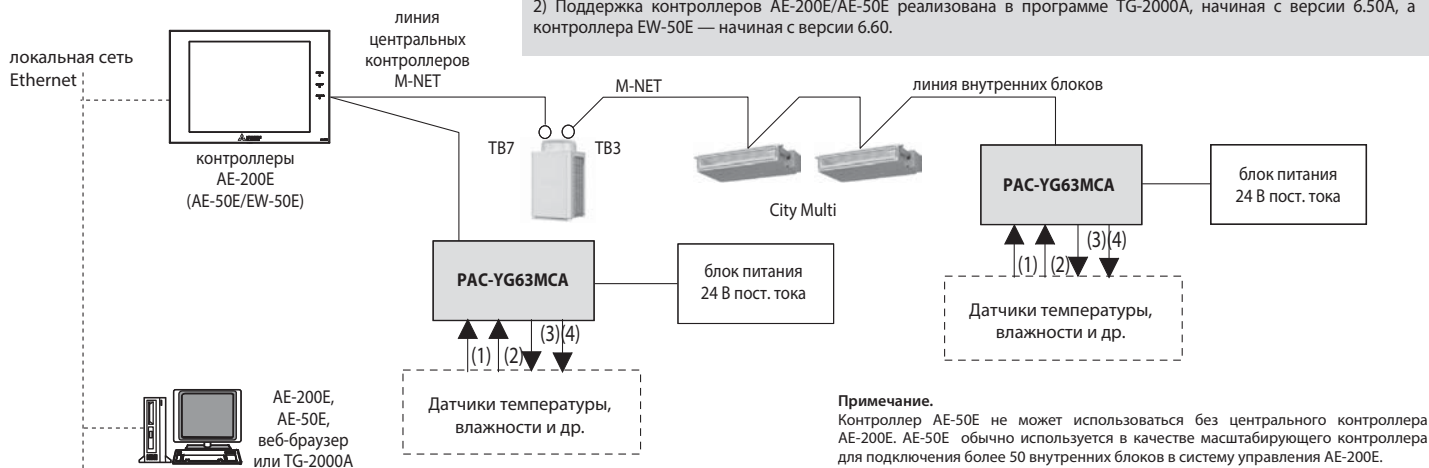 2) Поддержка контроллеров AE-200E/AE-50E реализована в программе TG-2000A, начиная с версии 6.50A, а
контроллера EW-50E — начиная с версии 6.60.
локальная сеть
Ethernet
линия
центральных
контроллеров
M-NET
M-NET
линия внутренних блоков
TB7
TB3
контроллеры
AE-200E
(AE-50E/EW-50E)
City Multi
PAC-YG63MCA
блок питания
24 В пост. тока
(1)
(2)
(3)
(4)
Датчики температуры,
влажности и др.
PAC-YG63MCA
блок питания
24 В пост. тока
(1)
(2)
(3)
(4)
Датчики температуры,
влажности и др.
AE-200E,
AE-50E,
веб-браузер
или TG-2000A
Примечание.
Контроллер AE-50E не может использоваться без центрального контроллера
AE-200E. AE-50E обычно используется в качестве масштабирующего контроллера
для подключения более 50 внутренних блоков в систему управления AE-200E.